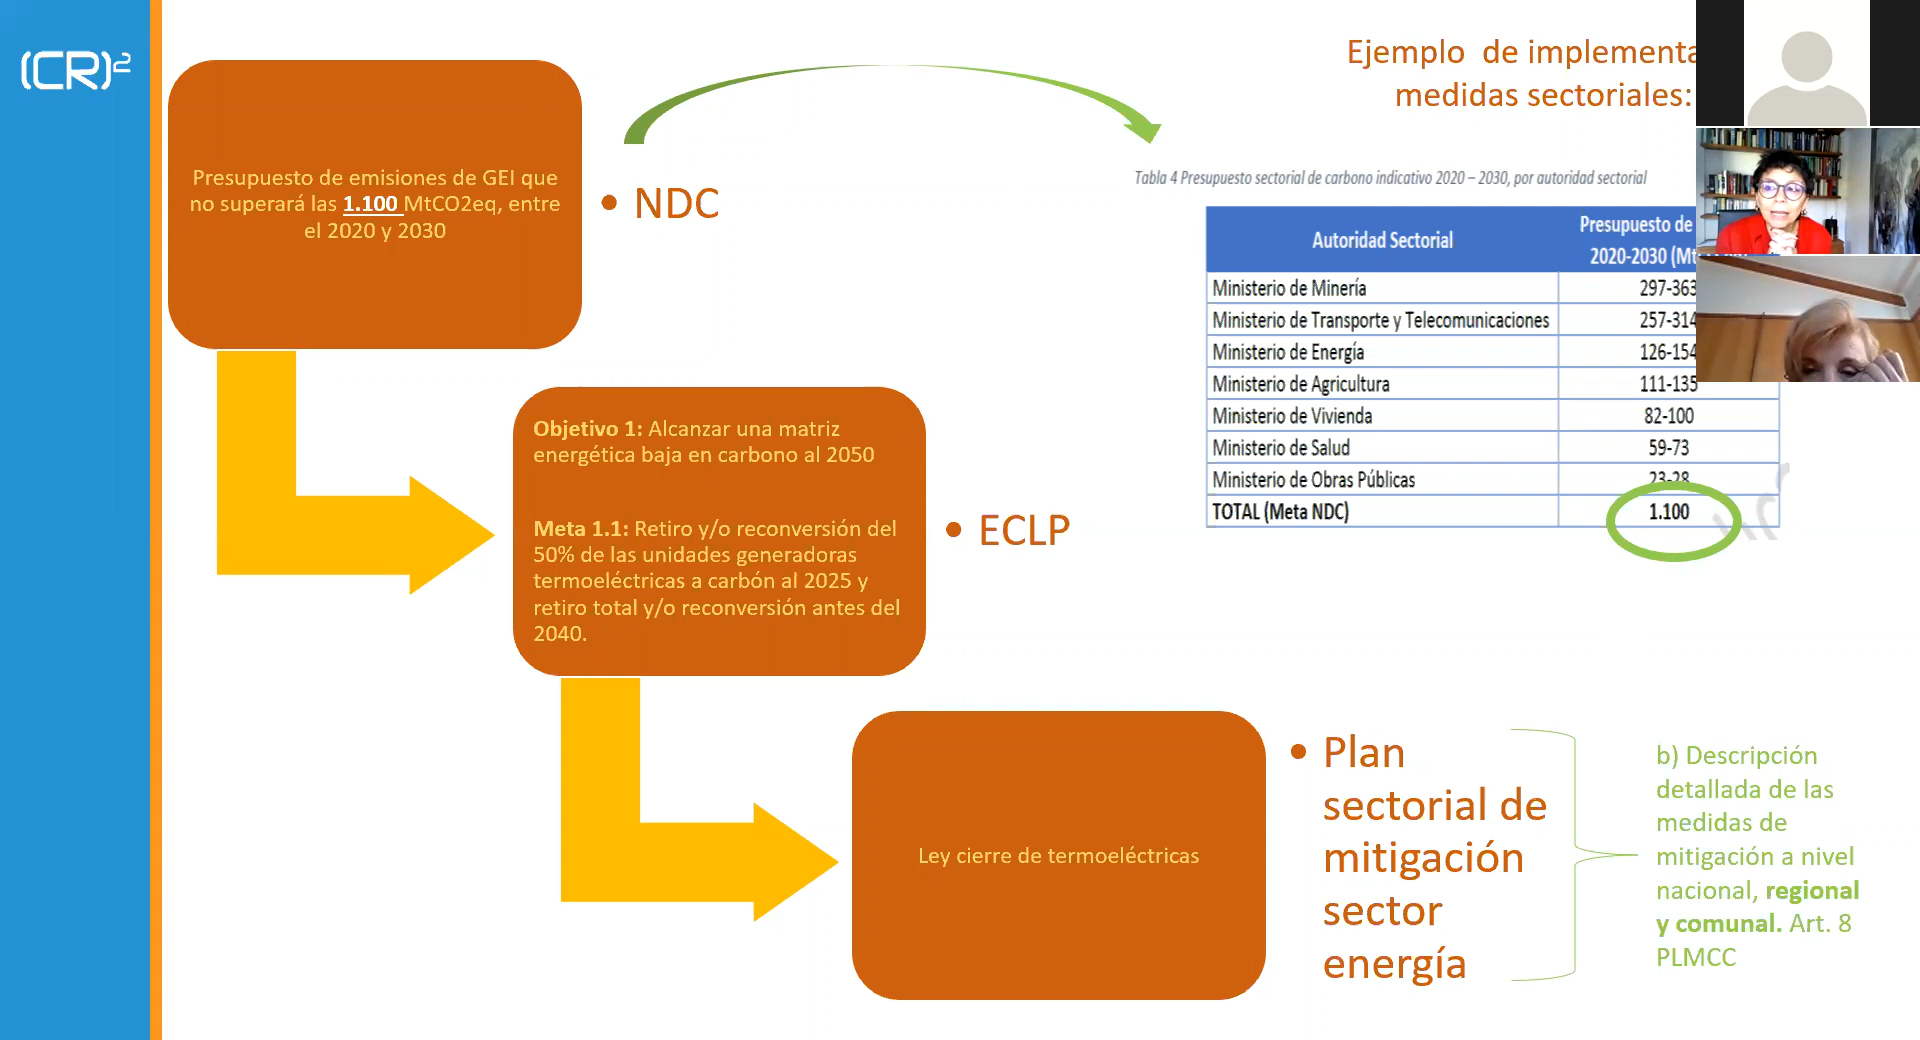 (CR)²
Ejemplo de
medidas sectoriales:
Presupuesto de emisiones de GEI que
no superará las 1.100 MtCO2eq, entre
el 2020 y 2030
• NDC
Tabla 4 Presupuesto sectorial de carbono indicativo 2020 – 2030, por autoridad sectorial
Autoridad Sectorial
Presupuesto de
2020-2030
Ministerio de Minería 297-363
Ministerio de Transporte y Telecomunicaciones 257-314
Ministerio de Energía 126-154
Ministerio de Agricultura 111-135
Ministerio de Vivienda 82-100
Ministerio de Salud 59-73
Ministerio de Obras Públicas 23-28
TOTAL (Meta NDC) 1.100
Objetivo 1: Alcanzar una matriz
energética baja en carbono al 2050
Meta 1.1: Retiro y/o reconversión del
50% de las unidades generadoras
termoeléctricas a carbón al 2025 y
retiro total y/o reconversión antes del
2040.
• ECLP
Ley cierre de termoeléctricas
• Plan
sectorial de
mitigación
sector
energía
b) Descripción
detallada de las
medidas de
mitigación a nivel
nacional, regional
y comunal. Art. 8
PLMCC